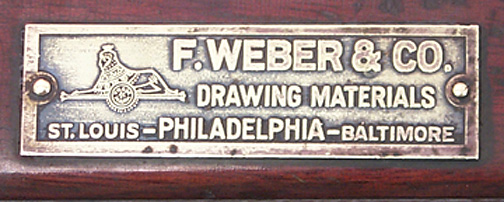 F. WEBER & CO.
DRAWING MATERIALS
ST. LOUIS – PHILADELPHIA – BALTIMORE